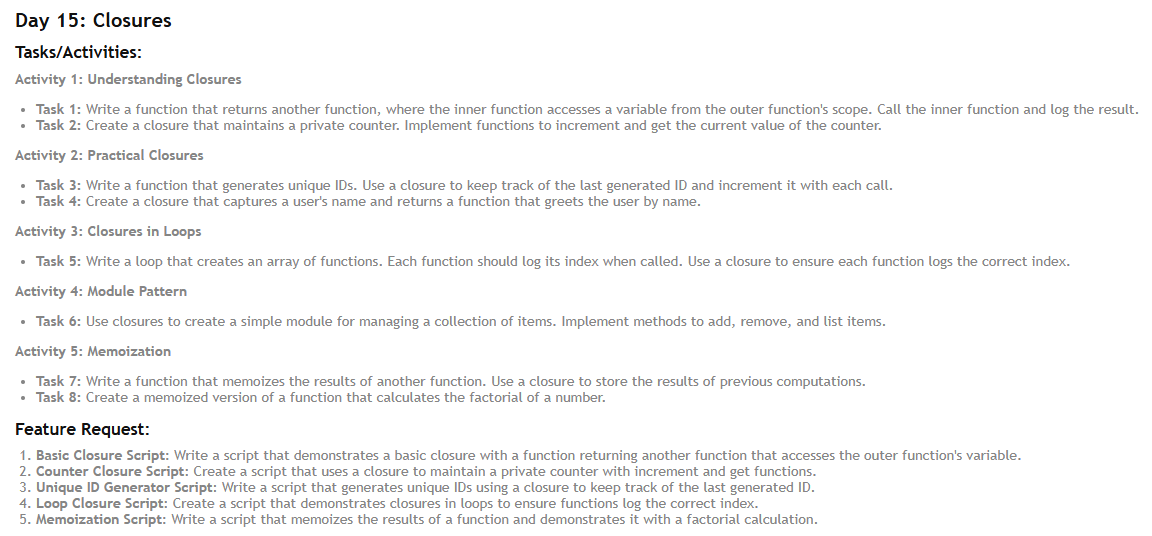 Day 15: Closures
Tasks/Activities:
Activity 1: Understanding Closures
• Task 1: Write a function that returns another function, where the inner function accesses a variable from the outer function's scope. Call the inner function and log the result.
• Task 2: Create a closure that maintains a private counter. Implement functions to increment and get the current value of the counter.
Activity 2: Practical Closures
• Task 3: Write a function that generates unique IDs. Use a closure to keep track of the last generated ID and increment it with each call.
• Task 4: Create a closure that captures a user's name and returns a function that greets the user by name.
Activity 3: Closures in Loops
• Task 5: Write a loop that creates an array of functions. Each function should log its index when called. Use a closure to ensure each function logs the correct index.
Activity 4: Module Pattern
• Task 6: Use closures to create a simple module for managing a collection of items. Implement methods to add, remove, and list items.
Activity 5: Memoization
• Task 7: Write a function that memoizes the results of another function. Use a closure to store the results of previous computations.
• Task 8: Create a memoized version of a function that calculates the factorial of a number.
Feature Request:
1. Basic Closure Script: Write a script that demonstrates a basic closure with a function returning another function that accesses the outer function's variable.
2. Counter Closure Script: Create a script that uses a closure to maintain a private counter with increment and get functions.
3. Unique ID Generator Script: Write a script that generates unique IDs using a closure to keep track of the last generated ID.
4. Loop Closure Script: Create a script that demonstrates closures in loops to ensure functions log the correct index.
5. Memoization Script: Write a script that memoizes the results of a function and demonstrates it with a factorial calculation.